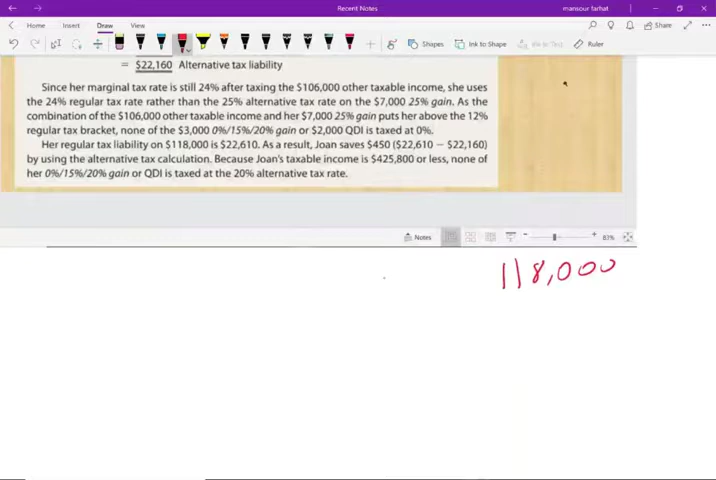 Recent Notes
mansour farhat
Home Insert Draw View
Share
Shapes Ink to Shape Ink to Text Ruler
= $22,160 Alternative tax liability
Since her marginal tax rate is still 24% after taxing the $106,000 other taxable income, she uses
the 24% regular tax rate rather than the 25% alternative tax rate on the $7,000 25% gain. As the
combination of the $106,000 other taxable income and her $7,000 25% gain puts her above the 12%
regular tax bracket, none of the $3,000 0%/15%/20% gain or $2,000 QDI is taxed at 0%.
Her regular tax liability on $118,000 is $22,610. As a result, Joan saves $450 ($22,610 − $22,160)
by using the alternative tax calculation. Because Joan's taxable income is $425,800 or less, none of
her 0%/15%/20% gain or QDI is taxed at the 20% alternative tax rate.
Notes
83%
118,000